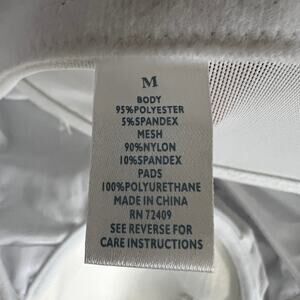 M
BODY
95%POLYESTER
5%SPANDEX
MESH
90%NYLON
10%SPANDEX
PADS
100%POLYURETHANE
MADE IN CHINA
RN 72409
SEE REVERSE FOR
CARE INSTRUCTIONS